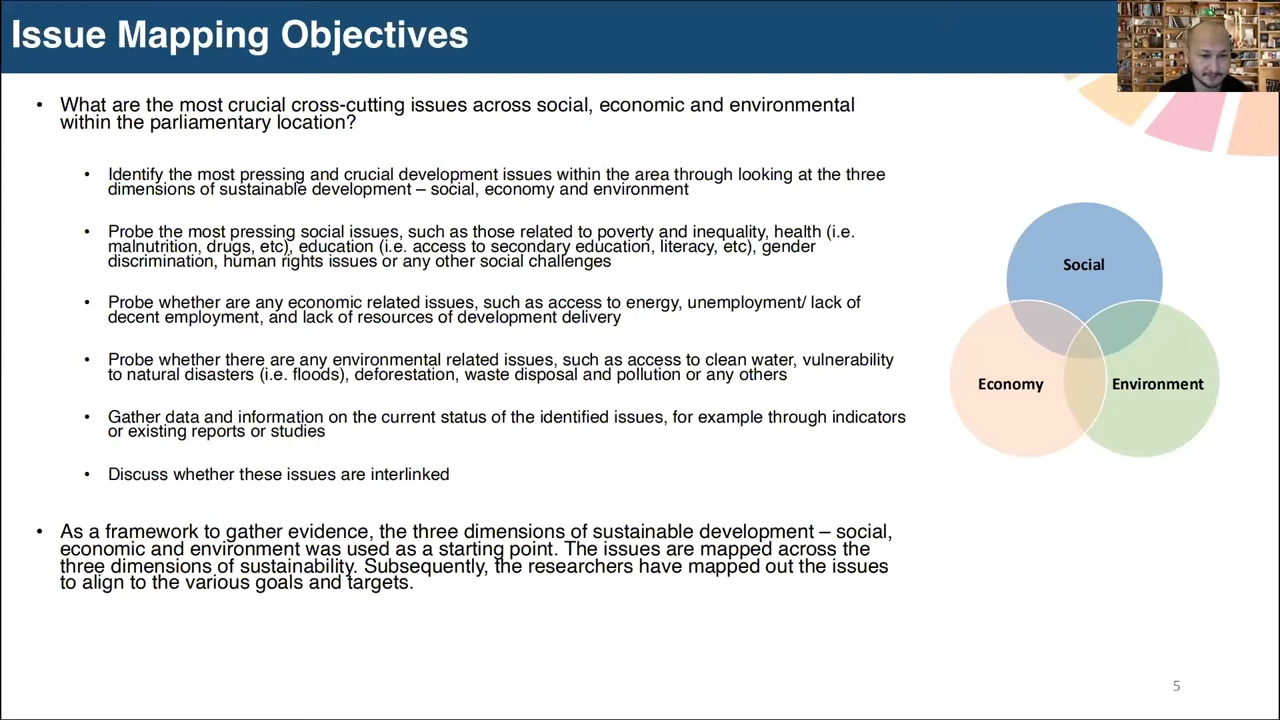 Issue Mapping Objectives
• What are the most crucial cross-cutting issues across social, economic and environmental
within the parliamentary location?
• Identify the most pressing and crucial development issues within the area through looking at the three
dimensions of sustainable development – social, economy and environment
• Probe the most pressing social issues, such as those related to poverty and inequality, health (i.e.
malnutrition, drugs, etc), education (i.e. access to secondary education, literacy, etc), gender
discrimination, human rights issues or any other social challenges
• Probe whether are any economic related issues, such as access to energy, unemployment/ lack of
decent employment, and lack of resources of development delivery
• Probe whether there are any environmental related issues, such as access to clean water, vulnerability
to natural disasters (i.e. floods), deforestation, waste disposal and pollution or any others
• Gather data and information on the current status of the identified issues, for example through indicators
or existing reports or studies
• Discuss whether these issues are interlinked
• As a framework to gather evidence, the three dimensions of sustainable development – social,
economic and environment was used as a starting point. The issues are mapped across the
three dimensions of sustainability. Subsequently, the researchers have mapped out the issues
to align to the various goals and targets.
Social
Economy
Environment
5